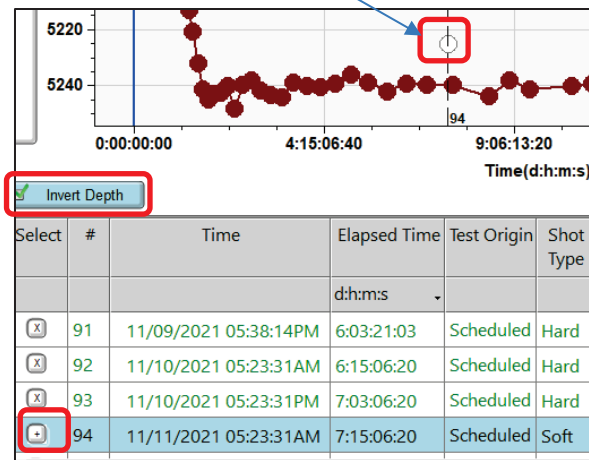 5220
5240
94
0:00:00:00 4:15:06:40 9:06:13:20
Time(d:h:m:s)
Invert Depth
Select # Time Elapsed Time Test Origin Shot Type
d:h:m:s
X 91 11/09/2021 05:38:14PM 6:03:21:03 Scheduled Hard
X 92 11/10/2021 05:23:31AM 6:15:06:20 Scheduled Hard
X 93 11/10/2021 05:23:31PM 7:03:06:20 Scheduled Hard
+ 94 11/11/2021 05:23:31AM 7:15:06:20 Scheduled Soft